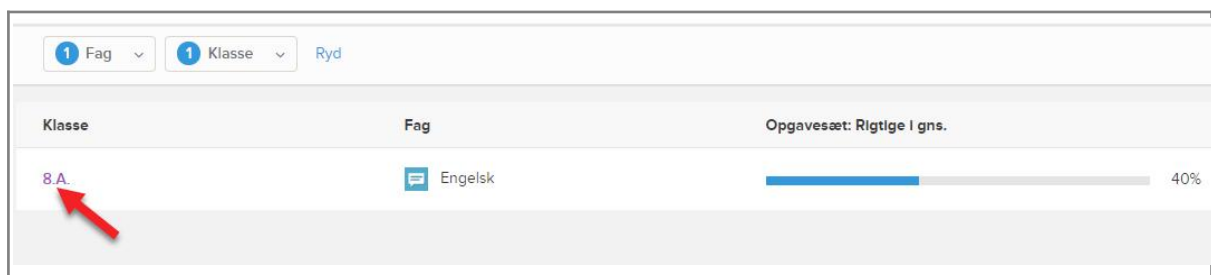 1 Fag 1 Klasse Ryd
Klasse Fag Opgavesæt: Rigtige i gns.
8.A. Engelsk 40%